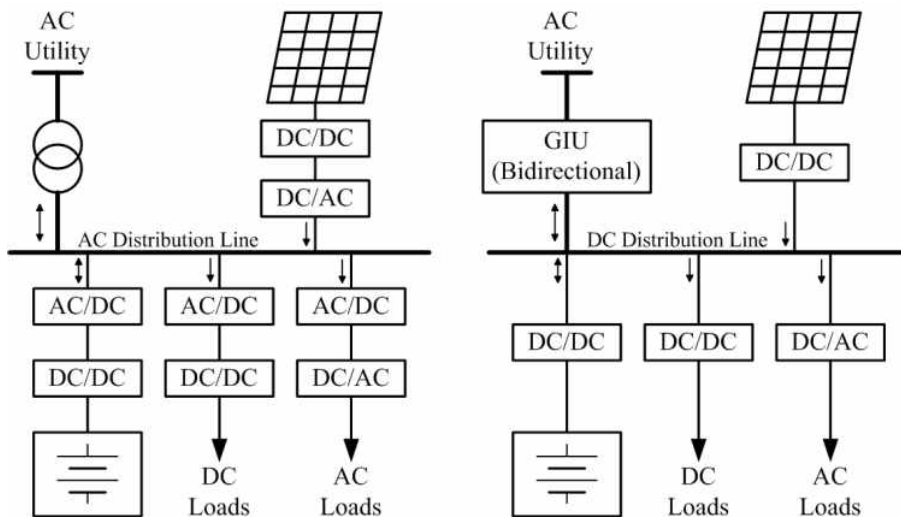 AC
Utility
DC/DC
DC/AC
AC Distribution Line
AC/DC
AC/DC
AC/DC
DC/DC
DC/DC
DC/AC
DC
Loads
AC
Loads
AC
Utility
GIU
(Bidirectional)
DC/DC
DC Distribution Line
DC/DC
DC/DC
DC/AC
DC
Loads
AC
Loads